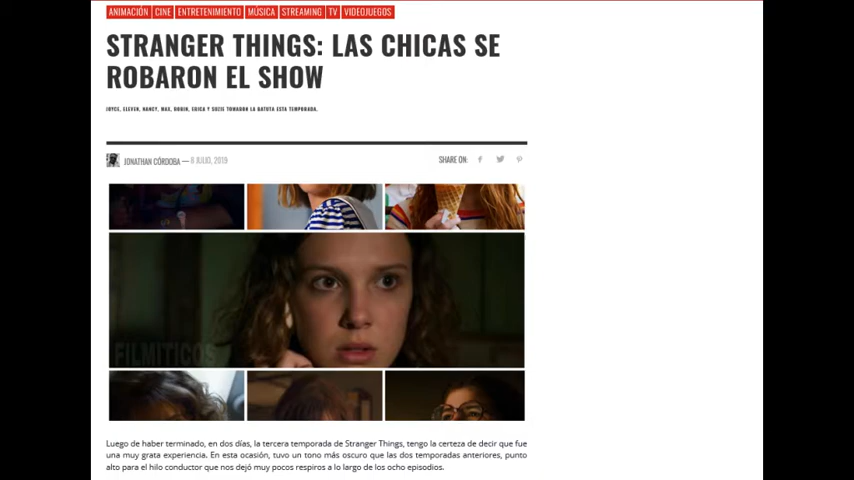 ANIMACIÓN CINE ENTRETENIMIENTO MÚSICA STREAMING TV VIDEOJUEGOS
STRANGER THINGS: LAS CHICAS SE
ROBARON EL SHOW
JOYCE, ELEVEN, NANCY, MAX, ROBIN, ERICA Y SUZIE TOMARON LA BATUTA ESTA TEMPORADA.
JONATHAN CÓRDOBA — 8 JULIO, 2019 SHARE ON:
FILMITICOS
Luego de haber terminado, en dos días, la tercera temporada de Stranger Things, tengo la certeza de decir que fue
una muy grata experiencia. En esta ocasión, tuvo un tono más oscuro que las dos temporadas anteriores, punto
alto para el hilo conductor que nos dejó muy pocos respiros a lo largo de los ocho episodios.